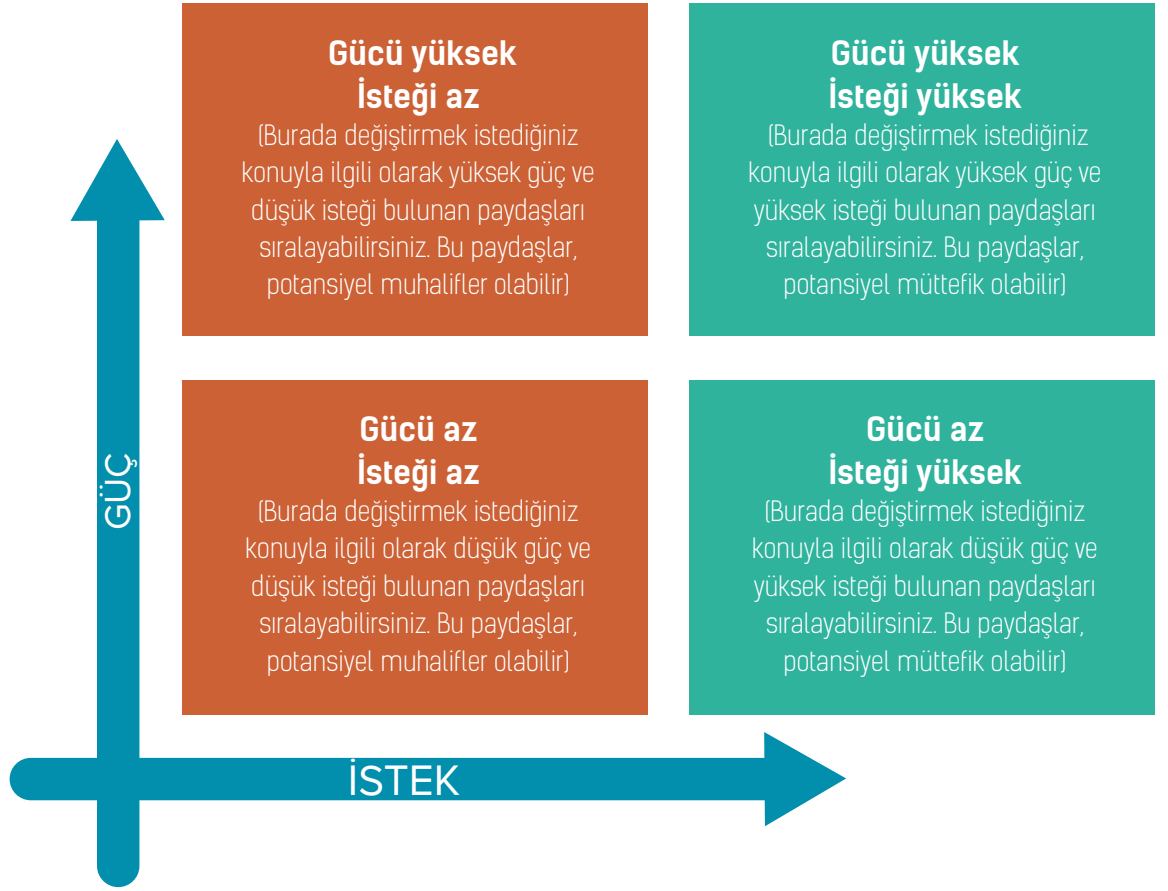 Gücü yüksek
İsteği az
(Burada değiştirmek istediğiniz
konuyla ilgili olarak yüksek güç ve
düşük isteği bulunan paydaşları
sıralayabilirsiniz. Bu paydaşlar,
potansiyel muhalifler olabilir)
Gücü yüksek
İsteği yüksek
(Burada değiştirmek istediğiniz
konuyla ilgili olarak yüksek güç ve
yüksek isteği bulunan paydaşları
sıralayabilirsiniz. Bu paydaşlar,
potansiyel müttefik olabilir)
GÜÇ
Gücü az
İsteği az
(Burada değiştirmek istediğiniz
konuyla ilgili olarak düşük güç ve
düşük isteği bulunan paydaşları
sıralayabilirsiniz. Bu paydaşlar,
potansiyel muhalifler olabilir)
Gücü az
İsteği yüksek
(Burada değiştirmek istediğiniz
konuyla ilgili olarak düşük güç ve
yüksek isteği bulunan paydaşları
sıralayabilirsiniz. Bu paydaşlar,
potansiyel müttefik olabilir)
İSTEK